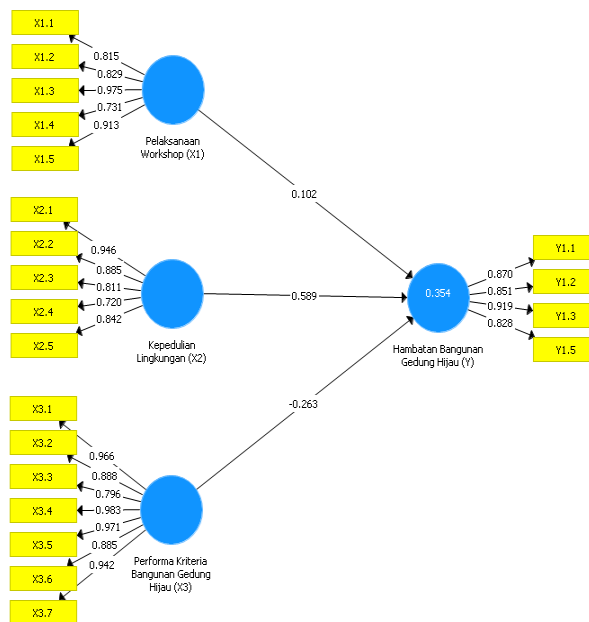 X1.1
X1.2
X1.3
X1.4
X1.5
0.815
0.829
0.975
0.731
0.913
Pelaksanaan
Workshop (X1)
0.102
X2.1
X2.2
X2.3
X2.4
X2.5
0.946
0.885
0.811
0.720
0.842
Kepedulian
Lingkungan (X2)
0.589
X3.1
X3.2
X3.3
X3.4
X3.5
X3.6
X3.7
0.966
0.888
0.796
0.983
0.971
0.885
0.942
Performa Kriteria
Bangunan Gedung
Hijau (X3)
-0.263
0.354
Hambatan Bangunan
Gedung Hijau (Y)
0.870
0.851
0.919
0.828
Y1.1
Y1.2
Y1.3
Y1.5